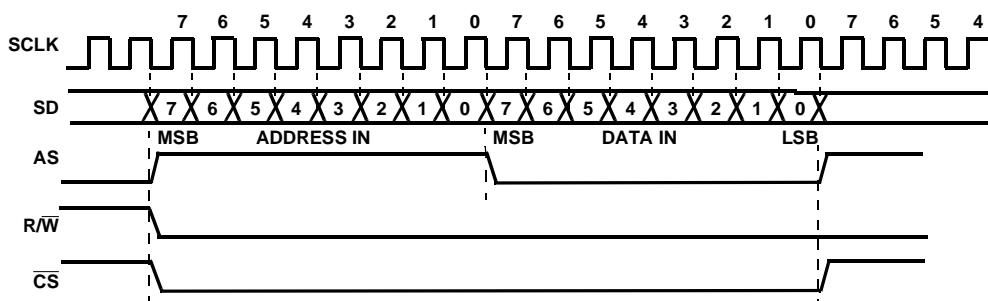 7 6 5 4 3 2 1 0 7 6 5 4 3 2 1 0 7 6 5 4
SCLK
SD 7 6 5 4 3 2 1 0 7 6 5 4 3 2 1 0
MSB ADDRESS IN MSB DATA IN LSB
AS
R/W̅
C̅S̅